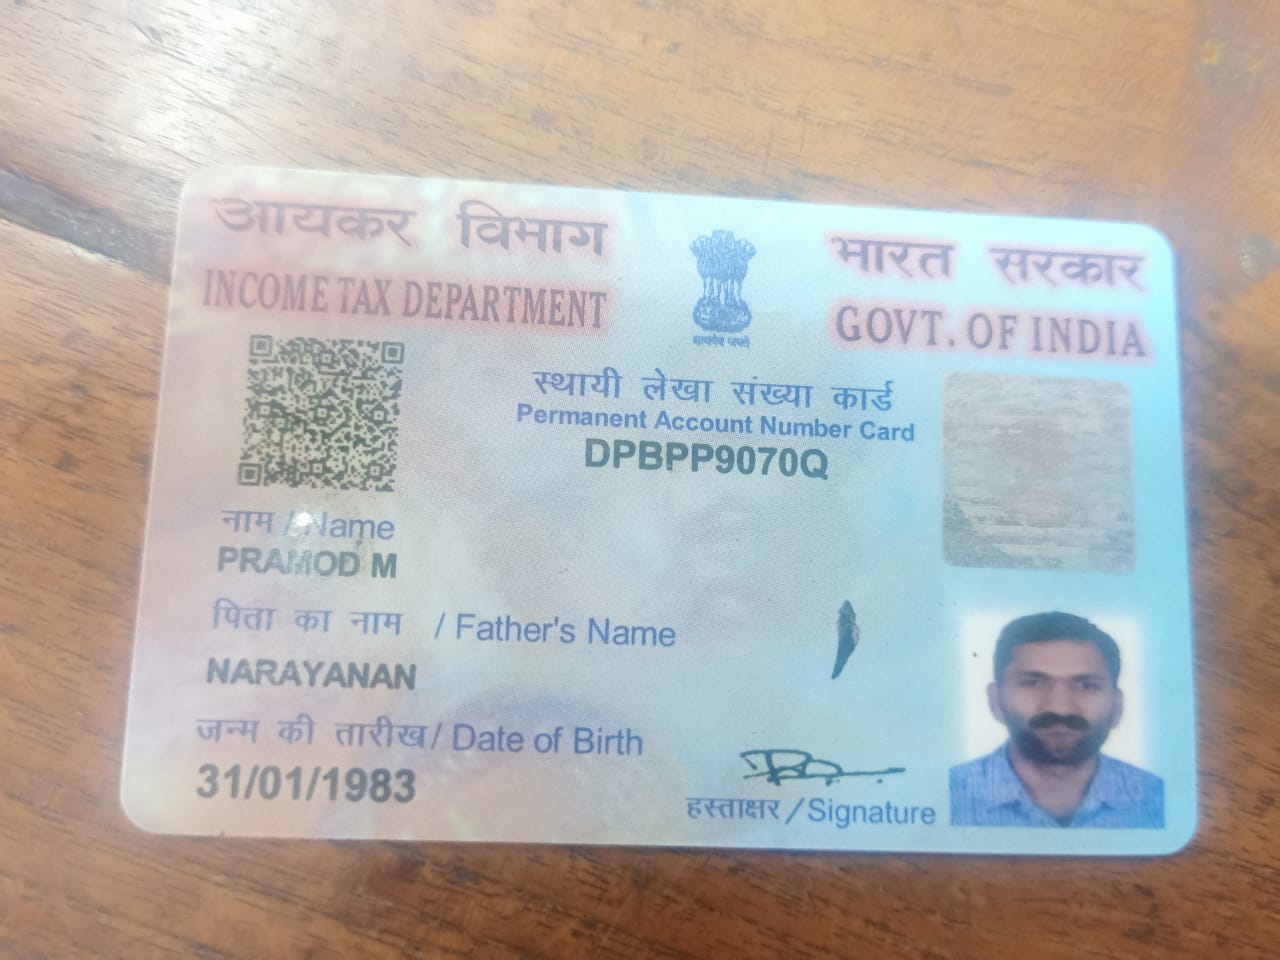 आयकर विभाग
INCOME TAX DEPARTMENT
सत्यमेव जयते
भारत सरकार
GOVT. OF INDIA
स्थायी लेखा संख्या कार्ड
Permanent Account Number Card
DPBPP9070Q
नाम / Name
PRAMOD M
पिता का नाम / Father's Name
NARAYANAN
जन्म की तारीख / Date of Birth
31/01/1983
हस्ताक्षर / Signature